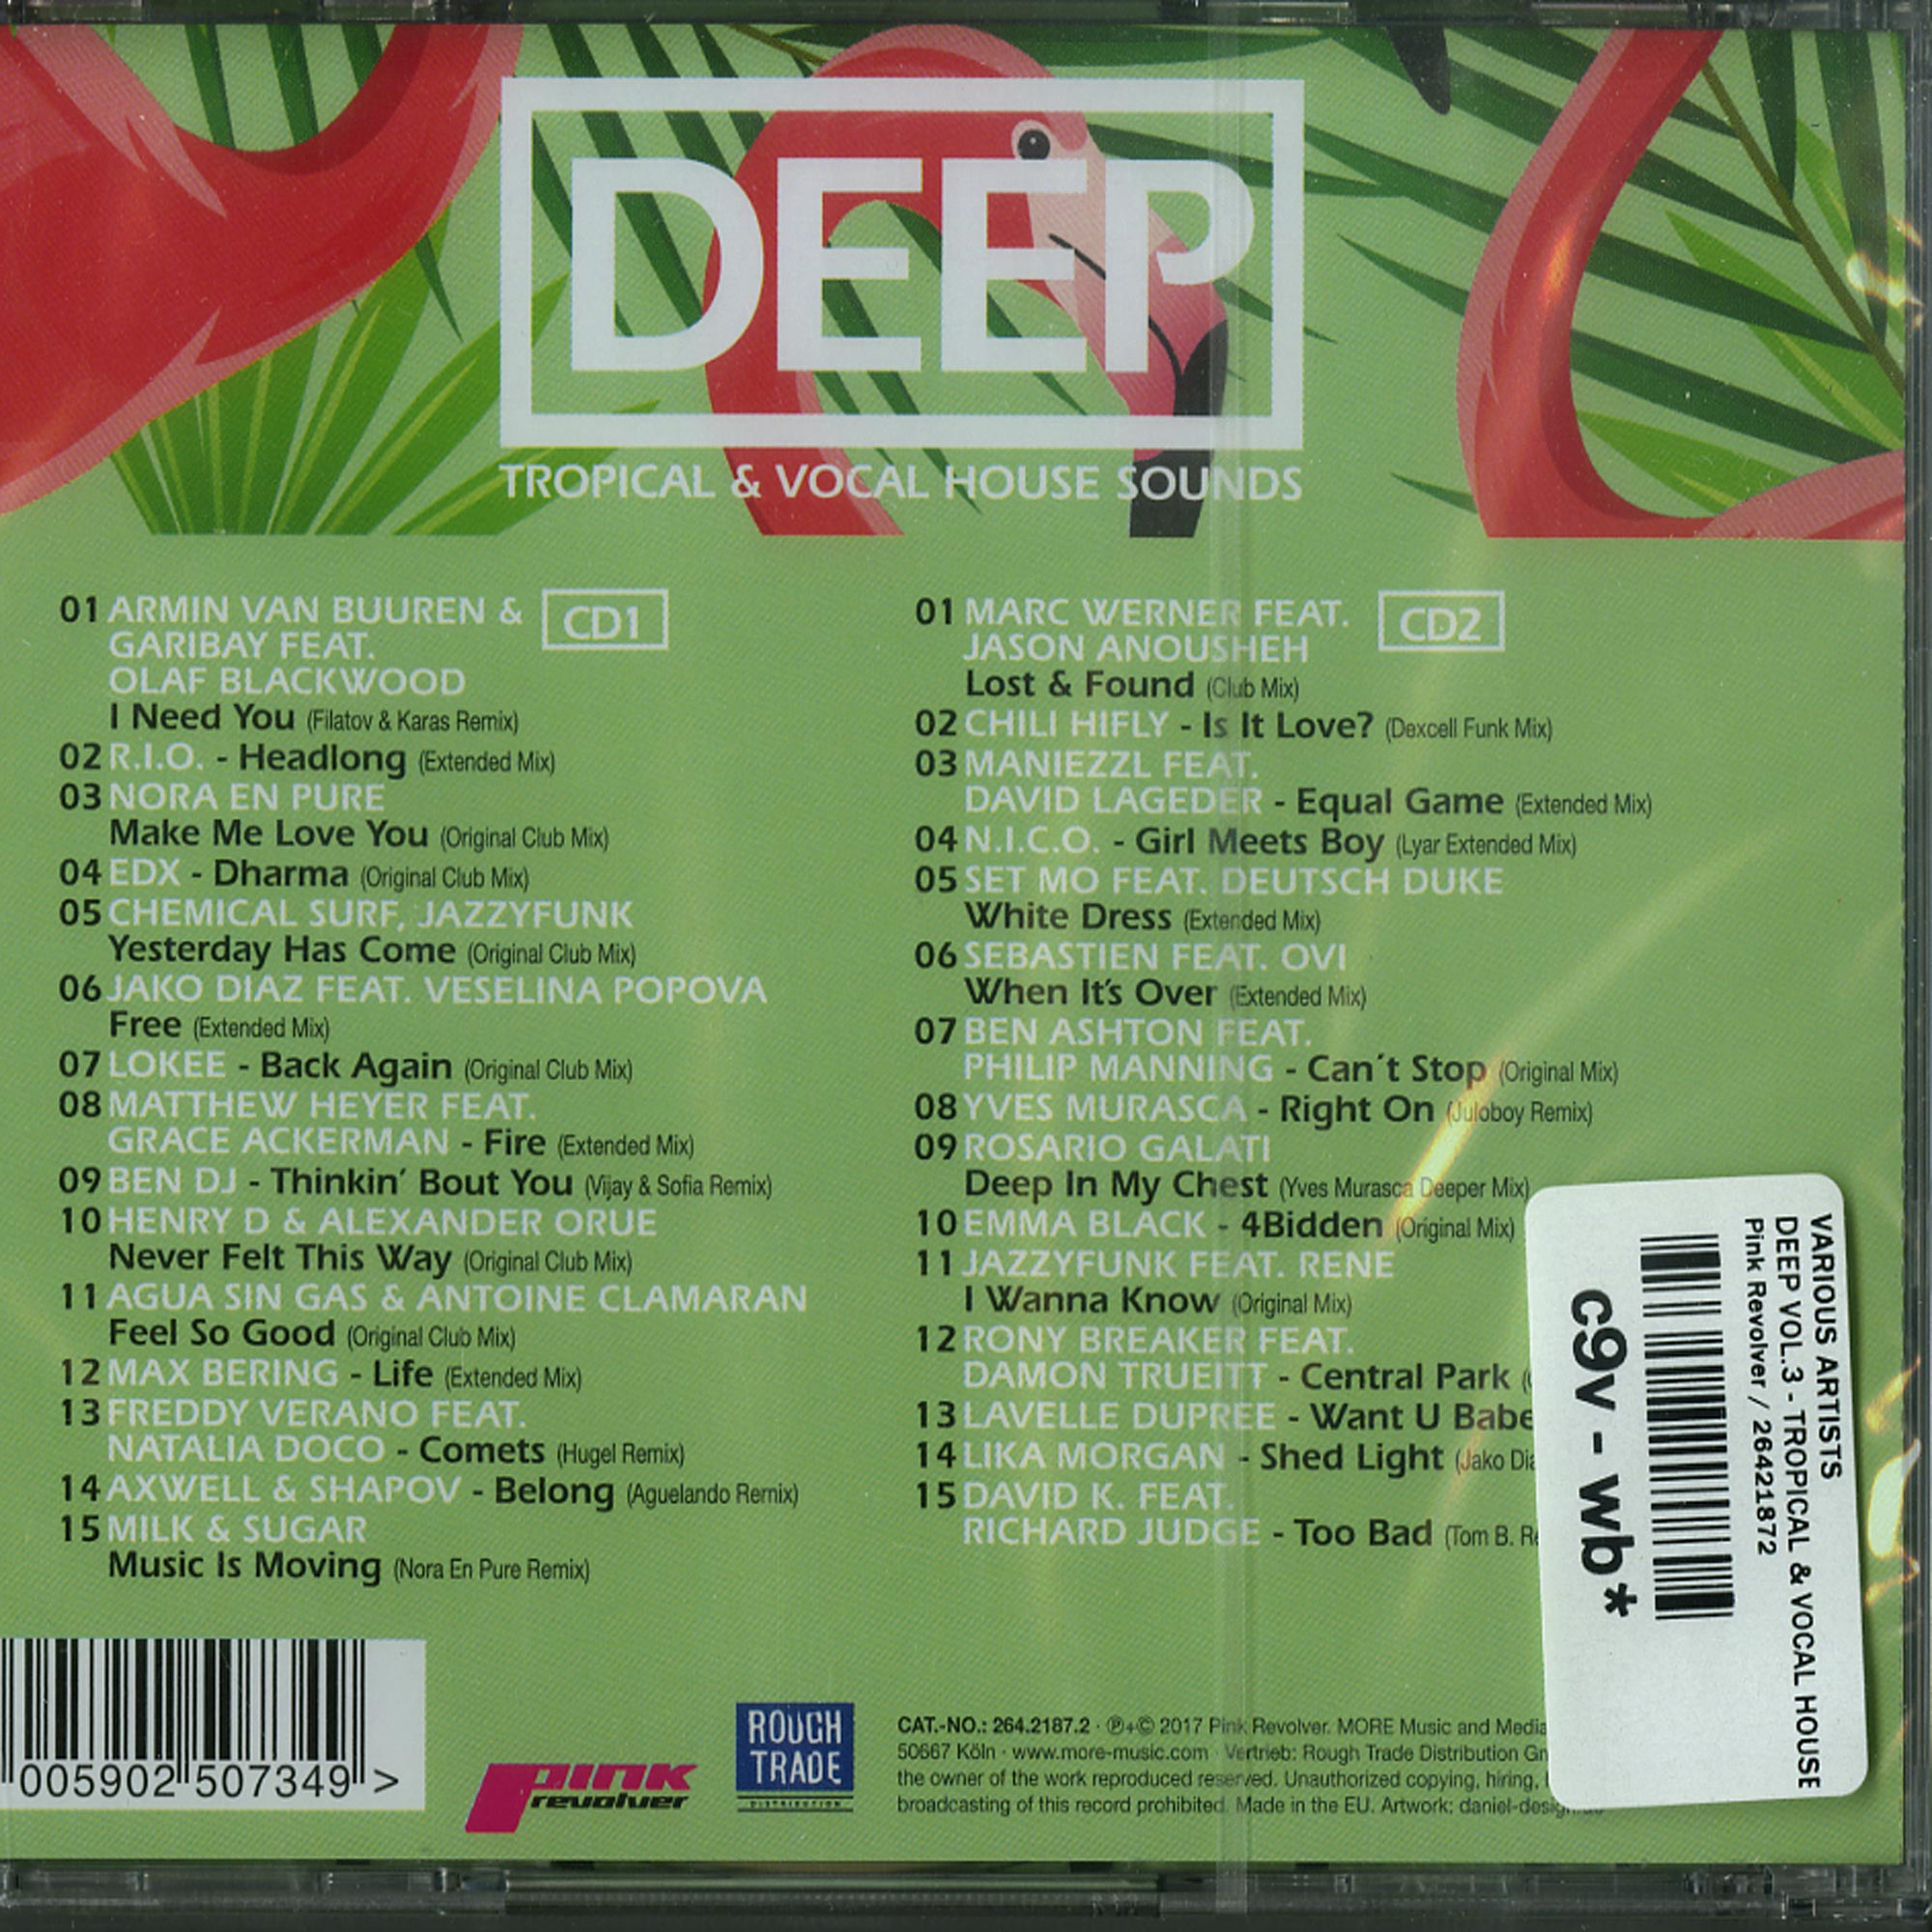 DEEP
TROPICAL & VOCAL HOUSE SOUNDS
CD1
01 ARMIN VAN BUUREN &
GARIBAY FEAT.
OLAF BLACKWOOD
I Need You (Filatov & Karas Remix)
02 R.I.O. - Headlong (Extended Mix)
03 NORA EN PURE
Make Me Love You (Original Club Mix)
04 EDX - Dharma (Original Club Mix)
05 CHEMICAL SURF, JAZZYFUNK
Yesterday Has Come (Original Club Mix)
06 JAKO DIAZ FEAT. VESELINA POPOVA
Free (Extended Mix)
07 LOKEE - Back Again (Original Club Mix)
08 MATTHEW HEYER FEAT.
GRACE ACKERMAN - Fire (Extended Mix)
09 BEN DJ - Thinkin' Bout You (Vijay & Sofia Remix)
10 HENRY D & ALEXANDER ORUE
Never Felt This Way (Original Club Mix)
11 AGUA SIN GAS & ANTOINE CLAMARAN
Feel So Good (Original Club Mix)
12 MAX BERING - Life (Extended Mix)
13 FREDDY VERANO FEAT.
NATALIA DOCO - Comets (Hugel Remix)
14 AXWELL & SHAPOV - Belong (Aguelando Remix)
15 MILK & SUGAR
Music Is Moving (Nora En Pure Remix)
CD2
01 MARC WERNER FEAT.
JASON ANOUSHEH
Lost & Found (Club Mix)
02 CHILI HIFLY - Is It Love? (Dexcell Funk Mix)
03 MANIEZZL FEAT.
DAVID LAGEDER - Equal Game (Extended Mix)
04 N.I.C.O. - Girl Meets Boy (Lyar Extended Mix)
05 SET MO FEAT. DEUTSCH DUKE
White Dress (Extended Mix)
06 SEBASTIEN FEAT. OVI
When It's Over (Extended Mix)
07 BEN ASHTON FEAT.
PHILIP MANNING - Can´t Stop (Original Mix)
08 YVES MURASCA - Right On (Juloboy Remix)
09 ROSARIO GALATI
Deep In My Chest (Yves Murasca Deeper Mix)
10 EMMA BLACK - 4Bidden (Original Mix)
11 JAZZYFUNK FEAT. RENE
I Wanna Know (Original Mix)
12 RONY BREAKER FEAT.
DAMON TRUEITT - Central Park
13 LAVELLE DUPREE - Want U Babe
14 LIKA MORGAN - Shed Light (Jako
15 DAVID K. FEAT.
RICHARD JUDGE - Too Bad (Tom B.
VARIOUS ARTISTS
DEEP VOL.3 - TROPICAL & VOCAL HOUSE
Pink Revolver / 26421872
c9v - wb*
005902 507349 >
pink
revolver
ROUGH
TRADE
DISTRIBUTION
CAT.-NO.: 264.2187.2 · ℗+© 2017 Pink Revolver. MORE Music and Media
50667 Köln · www.more-music.com · Vertrieb: Rough Trade Distribution
the owner of the work reproduced reserved. Unauthorized copying, hiring,
broadcasting of this record prohibited. Made in the EU. Artwork: